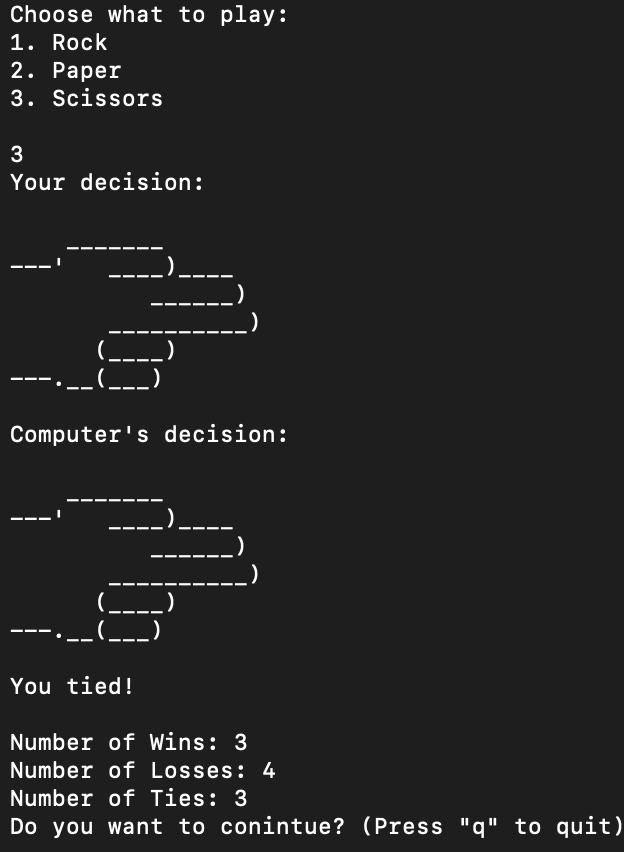 Choose what to play:
1. Rock
2. Paper
3. Scissors
3
Your decision:
    _______
---'   ____)____
          ______)
       __________)
      (____)
---.__(___)
Computer's decision:
    _______
---'   ____)____
          ______)
       __________)
      (____)
---.__(___)
You tied!
Number of Wins: 3
Number of Losses: 4
Number of Ties: 3
Do you want to conintue? (Press "q" to quit)